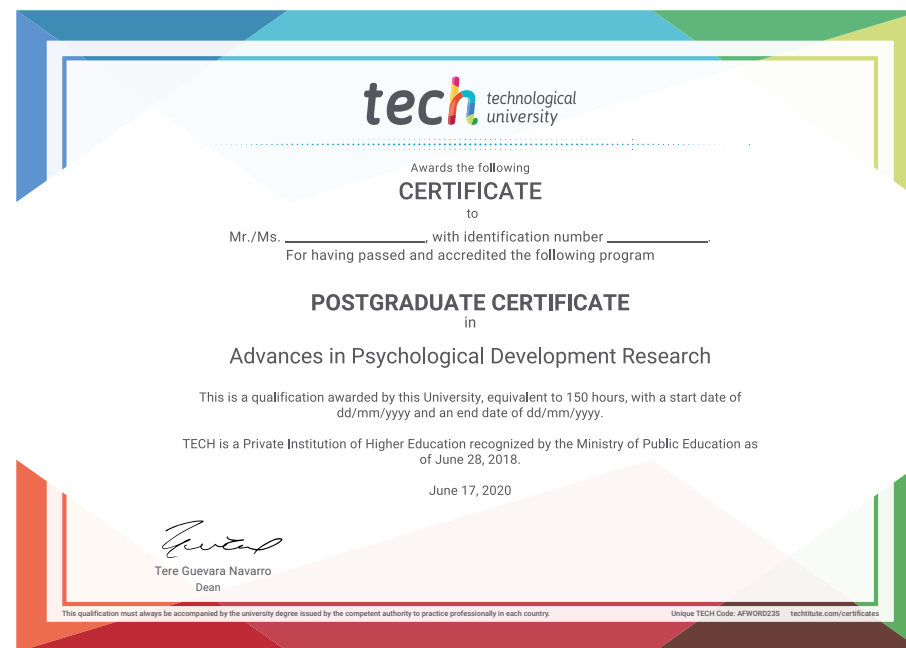 tech technological
university
Awards the following
CERTIFICATE
to
Mr./Ms. ____________________, with identification number ____________________.
For having passed and accredited the following program
POSTGRADUATE CERTIFICATE
in
Advances in Psychological Development Research
This is a qualification awarded by this University, equivalent to 150 hours, with a start date of
dd/mm/yyyy and an end date of dd/mm/yyyy.
TECH is a Private Institution of Higher Education recognized by the Ministry of Public Education as
of June 28, 2018.
June 17, 2020
Tere Guevara Navarro
Dean
This qualification must always be accompanied by the university degree issued by the competent authority to practice professionally in each country.
Unique TECH Code: AFWORD23S techtitute.com/certificates